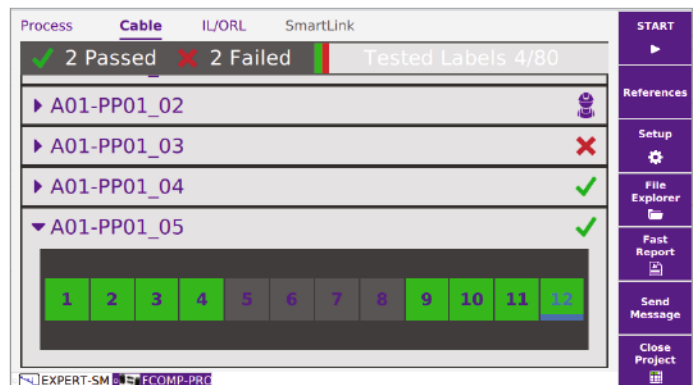 Process Cable IL/ORL SmartLink
2 Passed 2 Failed Tested Labels 4/80
A01-PP01_02
A01-PP01_03
A01-PP01_04
A01-PP01_05
1 2 3 4 5 6 7 8 9 10 11 12
EXPERT-SM FCOMP-PRO
START
References
Setup
File
Explorer
Fast
Report
Send
Message
Close
Project